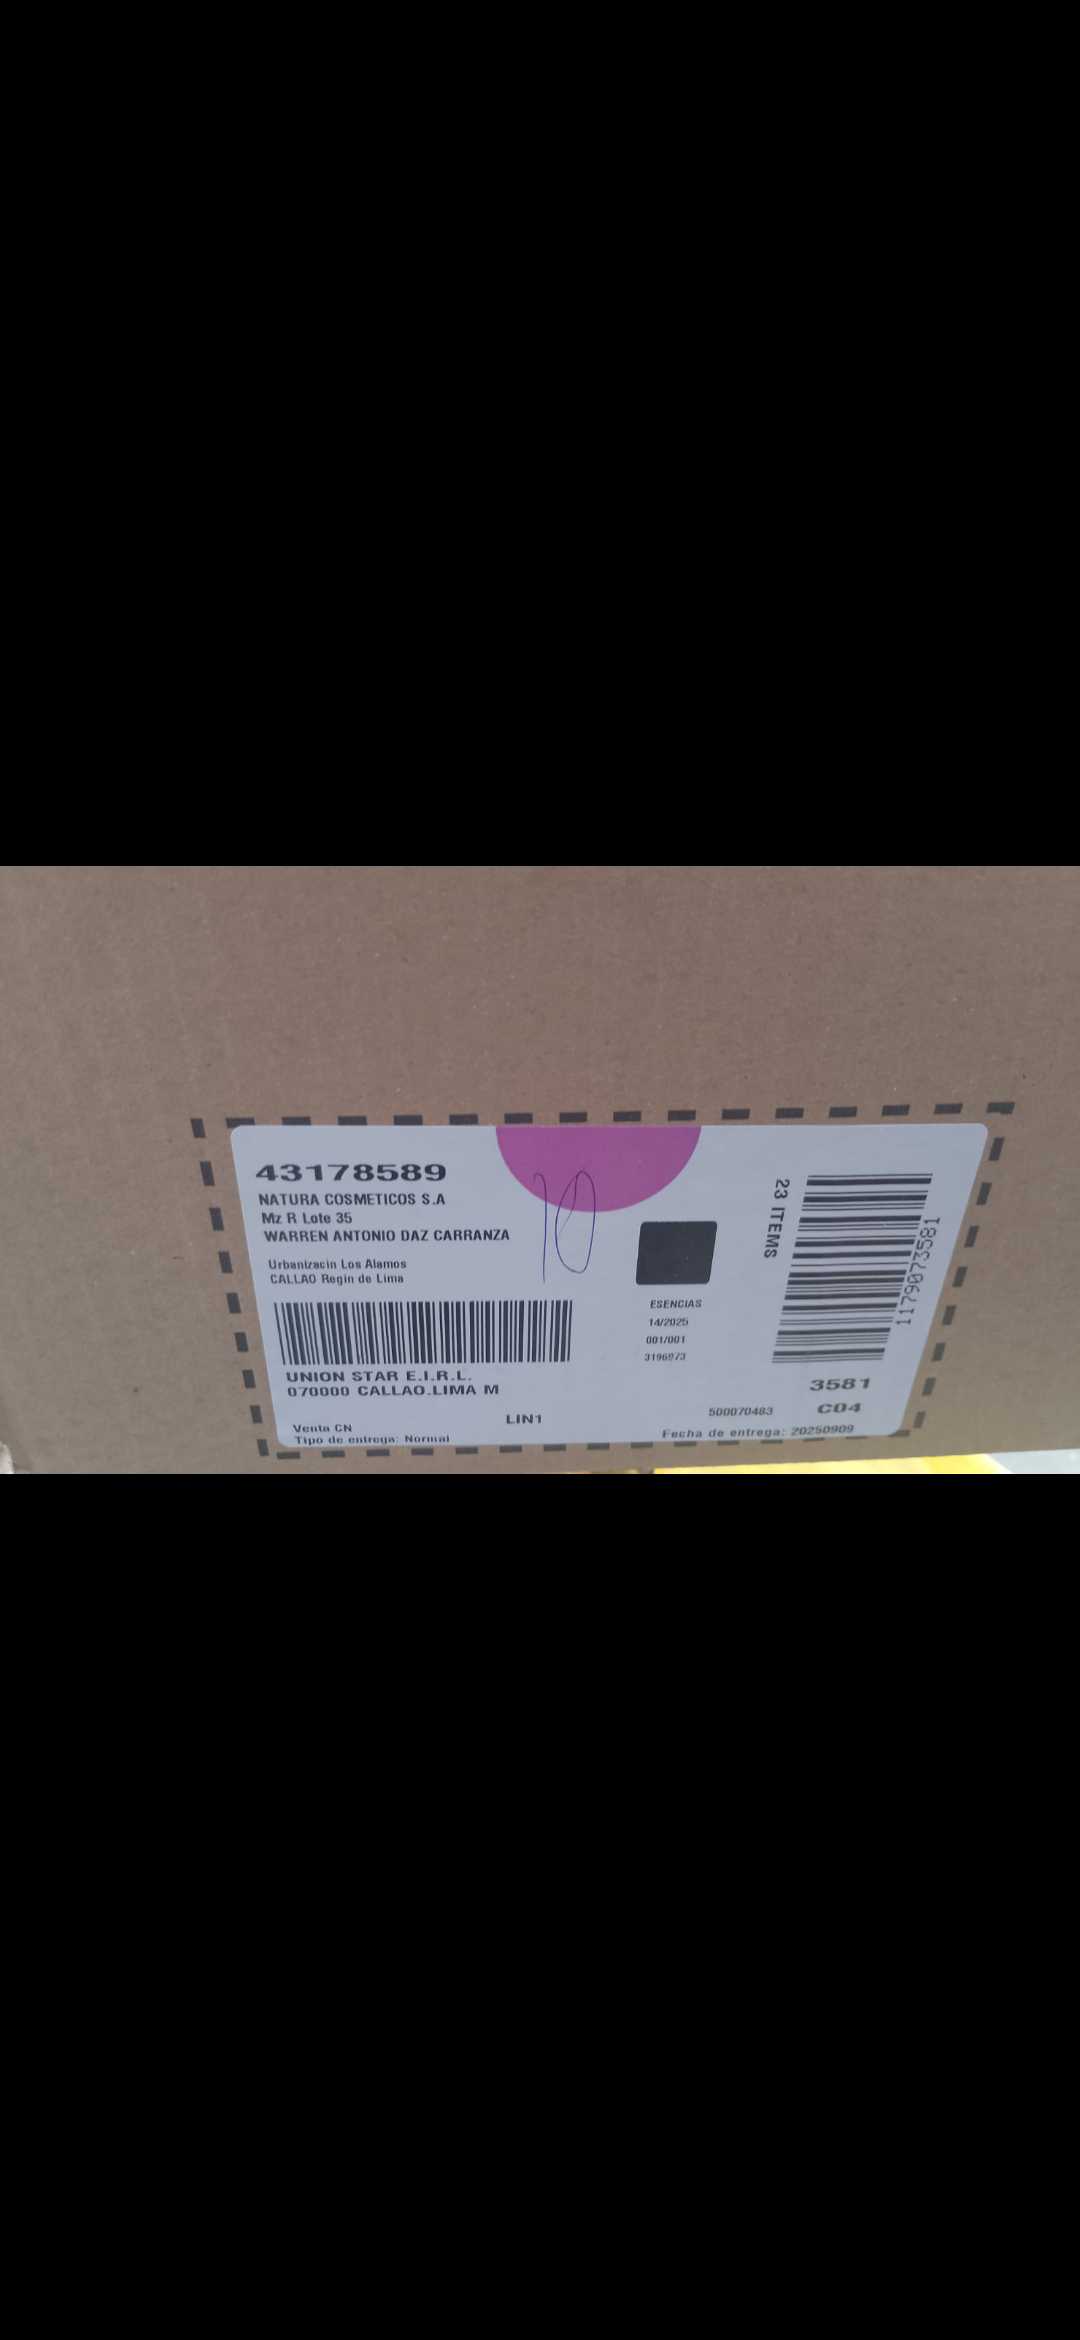 43178589
NATURA COSMETICOS S.A
Mz R Lote 35
WARREN ANTONIO DAZ CARRANZA
Urbanizacin Los Alamos
CALLAO Regin de Lima
UNION STAR E.I.R.L.
070000 CALLAO.LIMA M
LIN1
Venta CN
Tipo de entrega: Normal
10
ESENCIAS
14/2025
001/001
3196973
23 ITEMS
1179073581
3581
C04
500070483
Fecha de entrega: 20250909